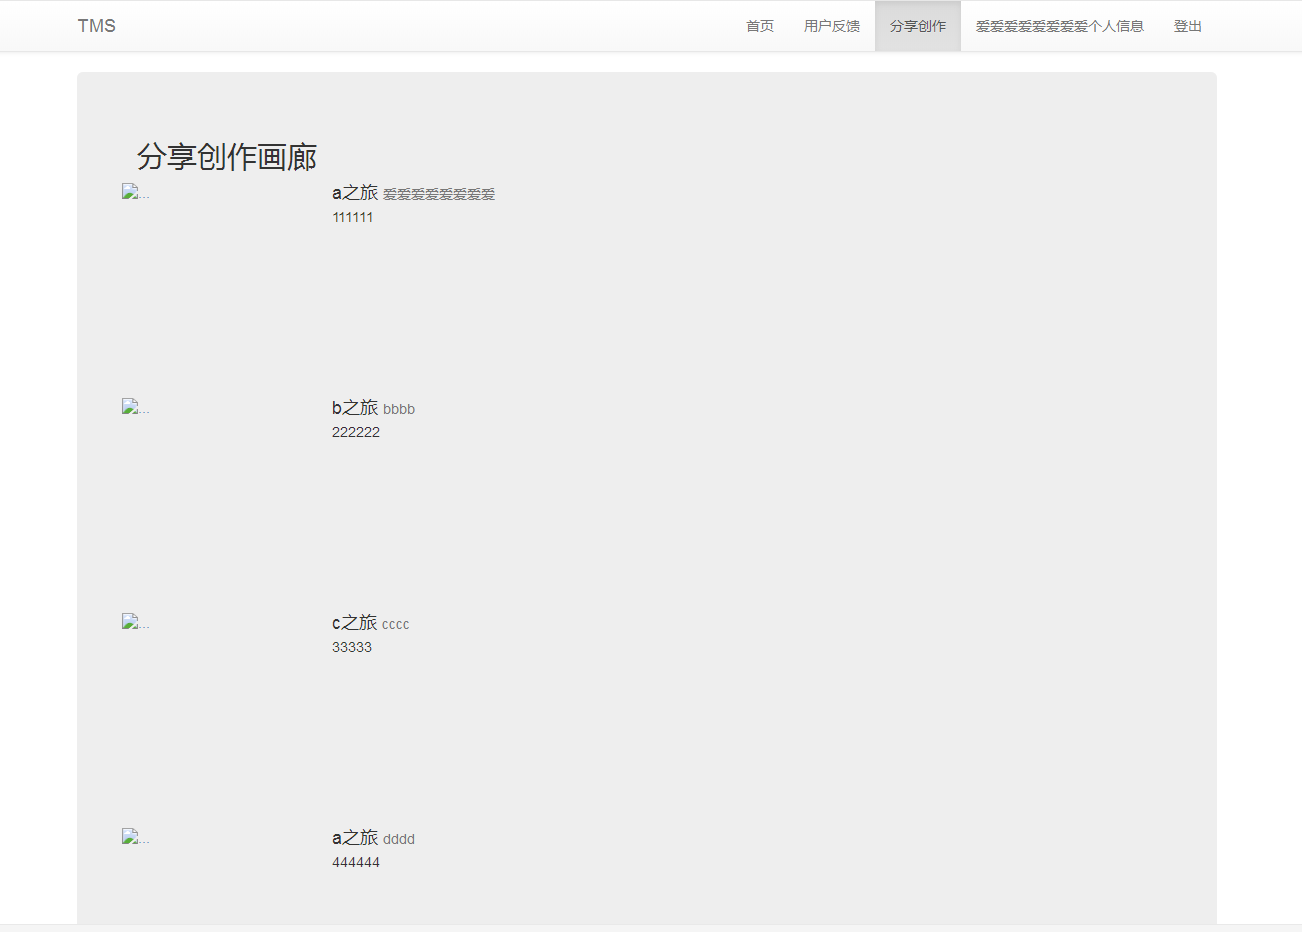 TMS 首页 用户反馈 分享创作 爱爱爱爱爱爱爱爱个人信息 登出
分享创作画廊
... a之旅 爱爱爱爱爱爱爱爱
111111
... b之旅 bbbb
222222
... c之旅 cccc
33333
... a之旅 dddd
444444